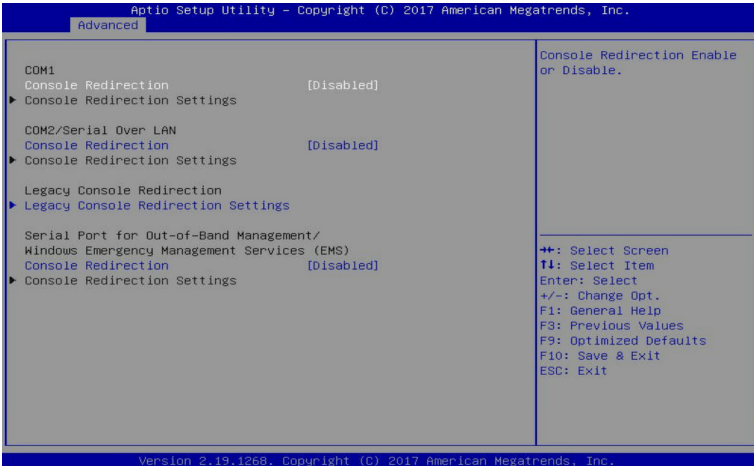 Aptio Setup Utility – Copyright (C) 2017 American Megatrends, Inc.
Advanced
COM1
Console Redirection [Disabled]
▶ Console Redirection Settings
COM2/Serial Over LAN
Console Redirection [Disabled]
▶ Console Redirection Settings
Legacy Console Redirection
▶ Legacy Console Redirection Settings
Serial Port for Out-of-Band Management/
Windows Emergency Management Services (EMS)
Console Redirection [Disabled]
▶ Console Redirection Settings
Console Redirection Enable
or Disable.
→←: Select Screen
↑↓: Select Item
Enter: Select
+/-: Change Opt.
F1: General Help
F3: Previous Values
F9: Optimized Defaults
F10: Save & Exit
ESC: Exit
Version 2.19.1268. Copyright (C) 2017 American Megatrends, Inc.